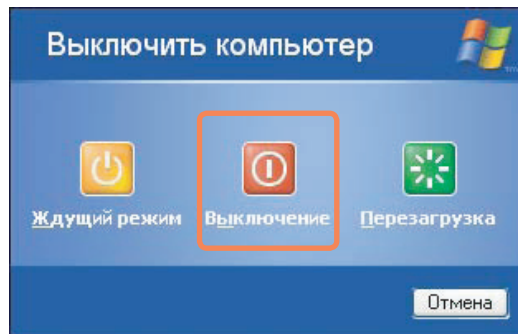 Выключить компьютер
Ждущий режим
Выключение
Перезагрузка
Отмена